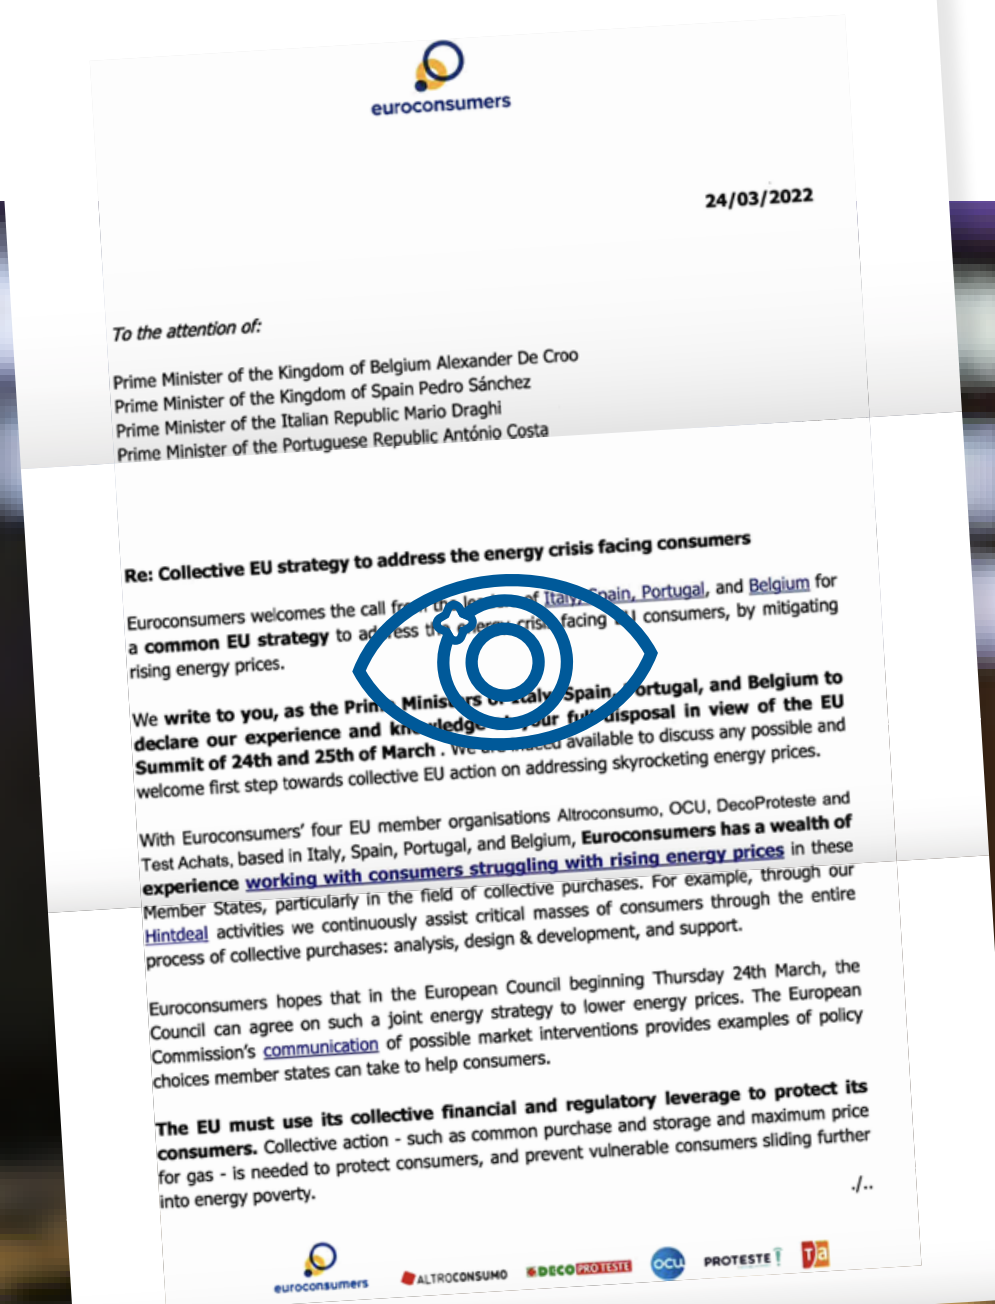 euroconsumers
24/03/2022
To the attention of:
Prime Minister of the Kingdom of Belgium Alexander De Croo
Prime Minister of the Kingdom of Spain Pedro Sánchez
Prime Minister of the Italian Republic Mario Draghi
Prime Minister of the Portuguese Republic António Costa
Re: Collective EU strategy to address the energy crisis facing consumers
Euroconsumers welcomes the call from the leaders of Italy, Spain, Portugal, and Belgium for
a common EU strategy to address the energy crisis facing EU consumers, by mitigating
rising energy prices.
We write to you, as the Prime Ministers of Italy, Spain, Portugal, and Belgium to
declare our experience and knowledge at your full disposal in view of the EU
Summit of 24th and 25th of March . We are indeed available to discuss any possible and
welcome first step towards collective EU action on addressing skyrocketing energy prices.
With Euroconsumers’ four EU member organisations Altroconsumo, OCU, DecoProteste and
Test Achats, based in Italy, Spain, Portugal, and Belgium, Euroconsumers has a wealth of
experience working with consumers struggling with rising energy prices in these
Member States, particularly in the field of collective purchases. For example, through our
Hintdeal activities we continuously assist critical masses of consumers through the entire
process of collective purchases: analysis, design & development, and support.
Euroconsumers hopes that in the European Council beginning Thursday 24th March, the
Council can agree on such a joint energy strategy to lower energy prices. The European
Commission’s communication of possible market interventions provides examples of policy
choices member states can take to help consumers.
The EU must use its collective financial and regulatory leverage to protect its
consumers. Collective action - such as common purchase and storage and maximum price
for gas - is needed to protect consumers, and prevent vulnerable consumers sliding further
into energy poverty.
./..
euroconsumers ALTROCONSUMO DECO PROTESTE OCU PROTESTE Ta